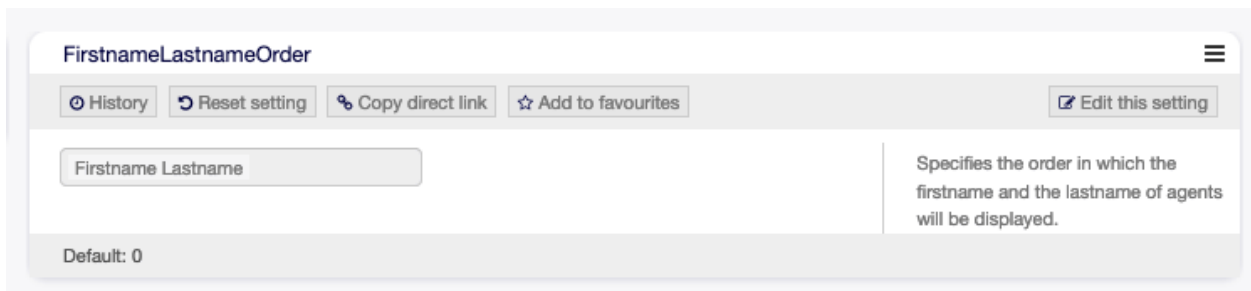 FirstnameLastnameOrder
History Reset setting Copy direct link Add to favourites Edit this setting
Firstname Lastname
Specifies the order in which the
firstname and the lastname of agents
will be displayed.
Default: 0